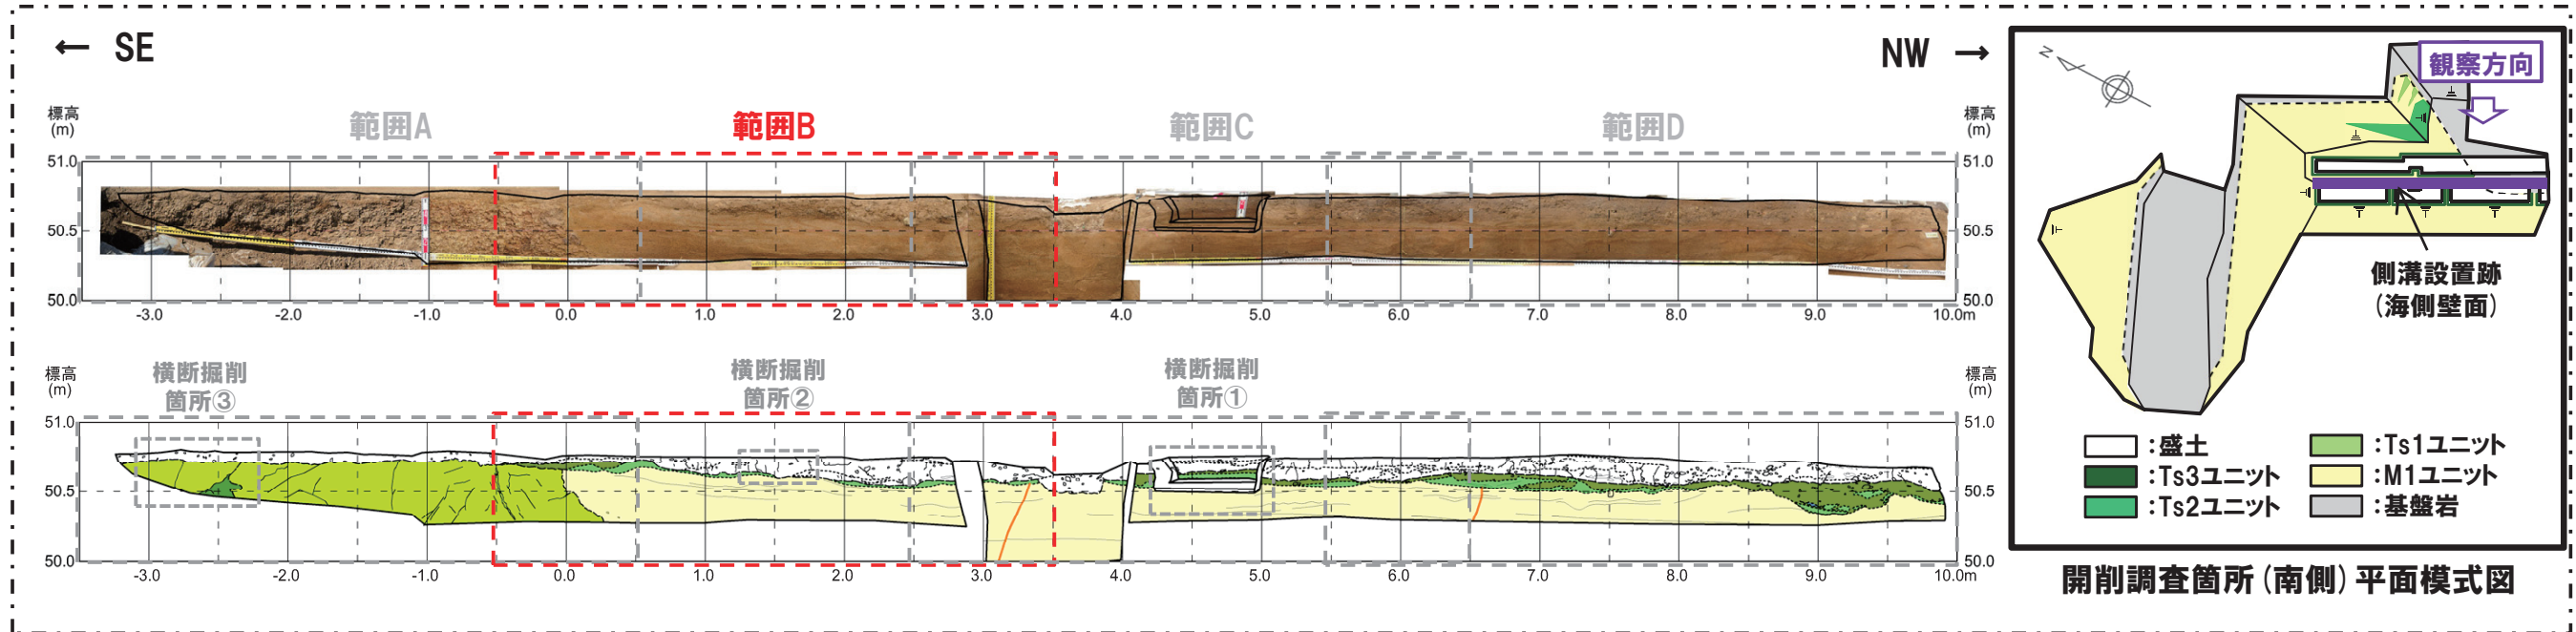 ← SE
NW →
標高
(m)
標高
(m)
範囲A
範囲B
範囲C
範囲D
51.0
50.5
50.0
51.0
50.5
50.0
-3.0
-2.0
-1.0
0.0
1.0
2.0
3.0
4.0
5.0
6.0
7.0
8.0
9.0
10.0m
標高
(m)
標高
(m)
横断掘削
箇所③
横断掘削
箇所②
横断掘削
箇所①
51.0
50.5
50.0
51.0
50.5
50.0
-3.0
-2.0
-1.0
0.0
1.0
2.0
3.0
4.0
5.0
6.0
7.0
8.0
9.0
10.0m
N
観察方向
側溝設置跡
(海側壁面)
:盛土
:Ts3ユニット
:Ts2ユニット
:Ts1ユニット
:M1ユニット
:基盤岩
開削調査箇所(南側)平面模式図